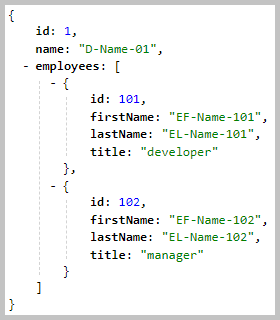 {
id: 1,
name: "D-Name-01",
- employees: [
- {
id: 101,
firstName: "EF-Name-101",
lastName: "EL-Name-101",
title: "developer"
},
- {
id: 102,
firstName: "EF-Name-102",
lastName: "EL-Name-102",
title: "manager"
}
]
}